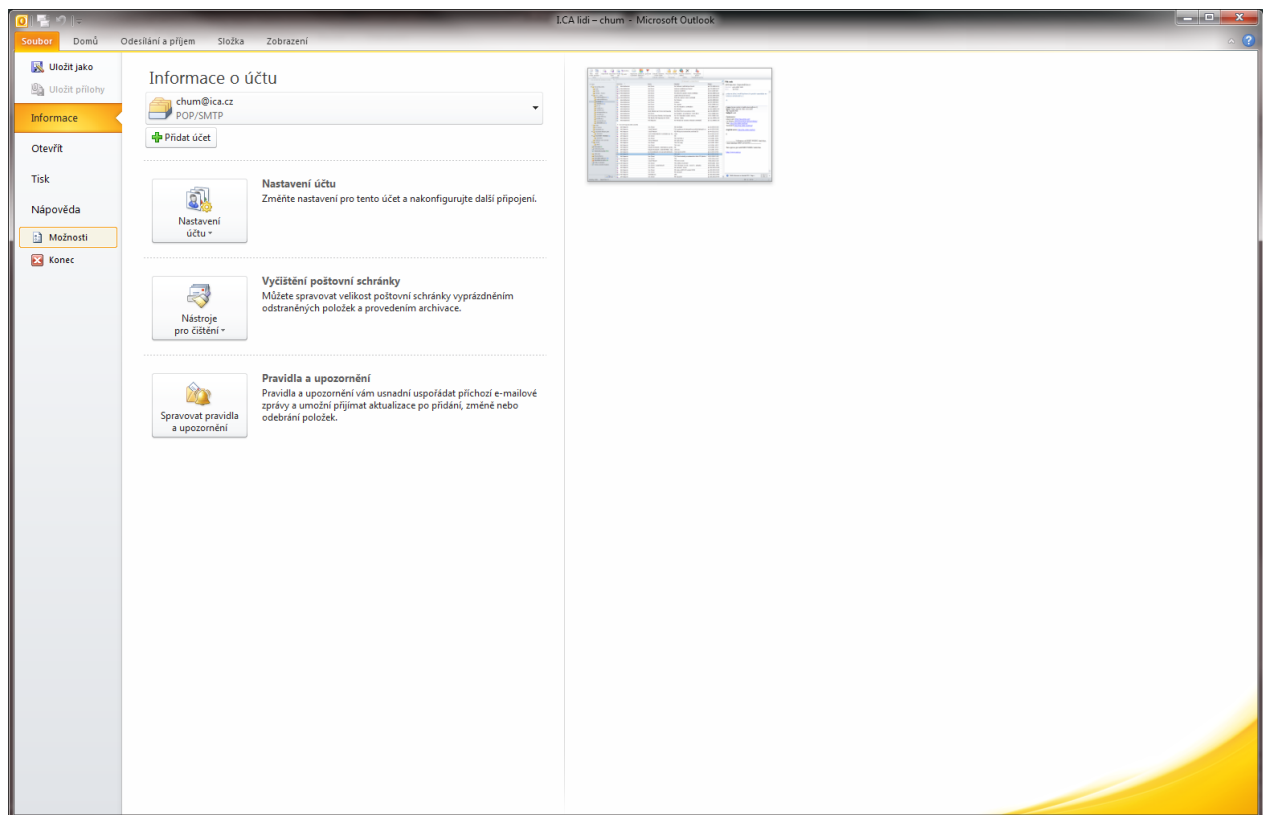 I.CA lidi – chum - Microsoft Outlook
Soubor Domů Odesílání a příjem Složka Zobrazení
Uložit jako
Uložit přílohy
Informace
Otevřít
Tisk
Nápověda
Možnosti
Konec
Informace o účtu
chum@ica.cz
POP/SMTP
Přidat účet
Nastavení účtu
Nastavení účtu
Změňte nastavení pro tento účet a nakonfigurujte další připojení.
Nástroje
pro čištění
Vyčištění poštovní schránky
Můžete spravovat velikost poštovní schránky vyprázdněním
odstraněných položek a provedením archivace.
Spravovat pravidla
a upozornění
Pravidla a upozornění
Pravidla a upozornění vám usnadní uspořádat příchozí e-mailové
zprávy a umožní přijímat aktualizace po přidání, změně nebo
odebrání položek.